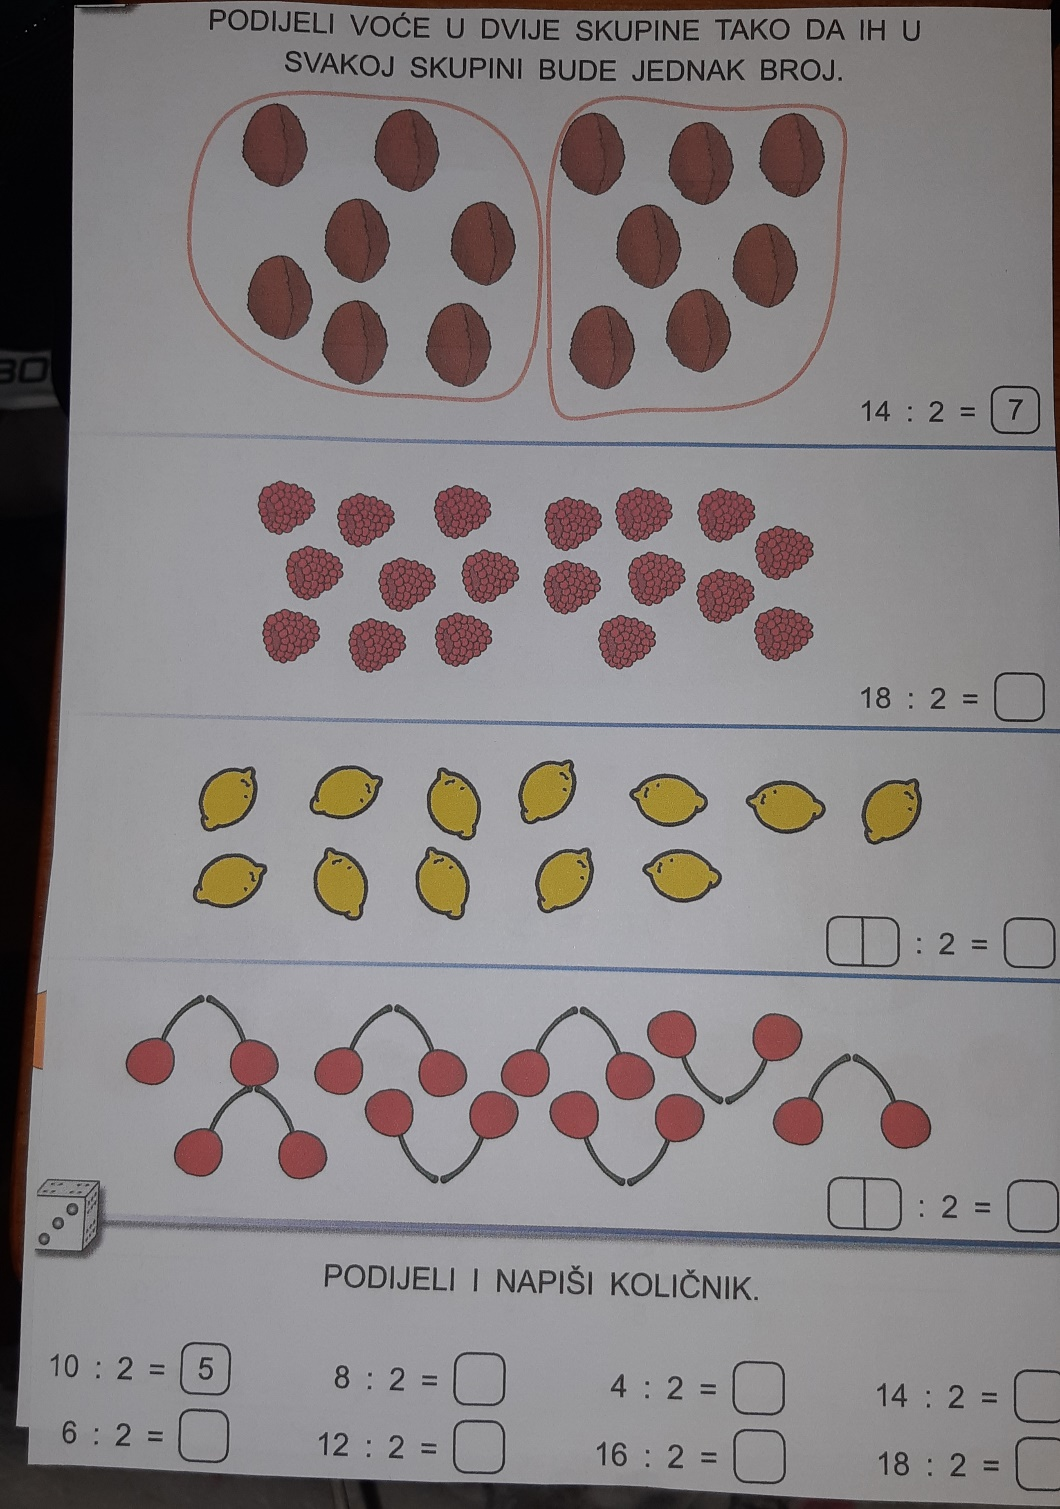 PODIJELI VOĆE U DVIJE SKUPINE TAKO DA IH U
SVAKOJ SKUPINI BUDE JEDNAK BROJ.
14 : 2 = 7
18 : 2 =
: 2 =
: 2 =
PODIJELI I NAPIŠI KOLIČNIK.
10 : 2 = 5 8 : 2 = 4 : 2 = 14 : 2 =
6 : 2 = 12 : 2 = 16 : 2 = 18 : 2 =